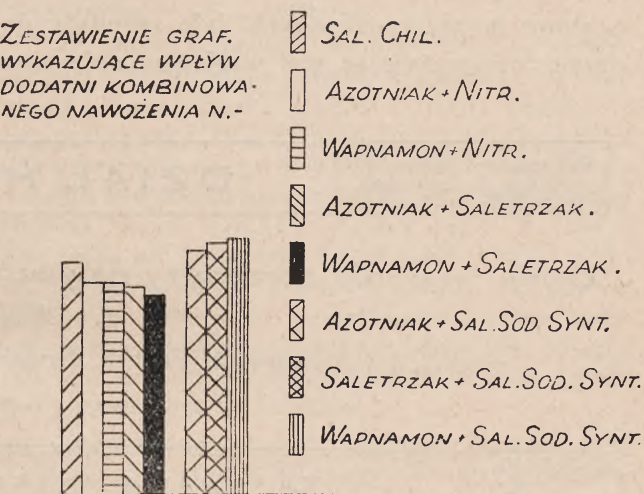 ZESTAWIENIE GRAF.
WYKAZUJĄCE WPŁYW
DODATNI KOMBINOWA-
NEGO NAWOŻENIA N.-
SAL. CHIL.
AZOTNIAK + NITR.
WAPNAMON + NITR.
AZOTNIAK + SALETRZAK.
WAPNAMON + SALETRZAK.
AZOTNIAK + SAL. SOD SYNT.
SALETRZAK + SAL. SOD. SYNT.
WAPNAMON + SAL. SOD. SYNT.